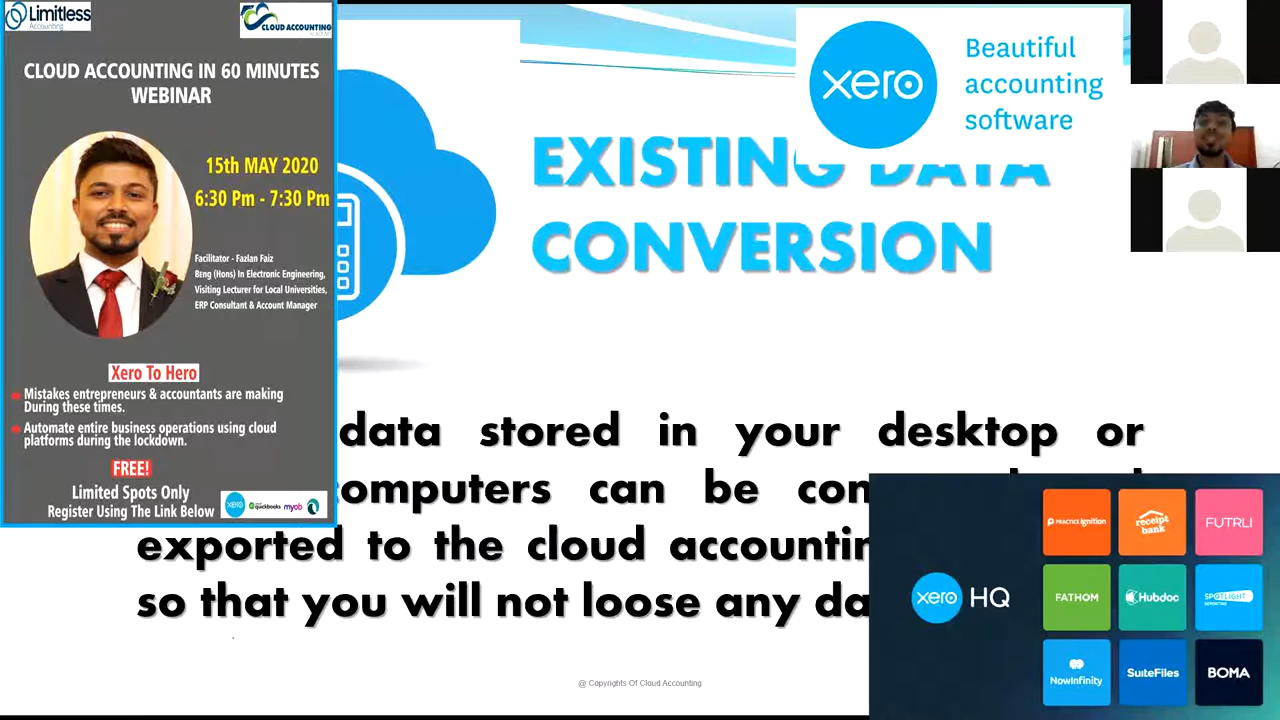 Limitless
Accounting
CLOUD ACCOUNTING
ACADEMY
CLOUD ACCOUNTING IN 60 MINUTES
WEBINAR
15th MAY 2020
6:30 Pm - 7:30 Pm
Facilitator - Fazlan Faiz
Beng (Hons) In Electronic Engineering,
Visiting Lecturer for Local Universities,
ERP Consultant & Account Manager
Xero To Hero
Mistakes entrepreneurs & accountants are making
During these times.
Automate entire business operations using cloud
platforms during the lockdown.
FREE!
Limited Spots Only
Register Using The Link Below
xero
quickbooks
myob
xero
Beautiful
accounting
software
EXISTING DATA
CONVERSION
data stored in your desktop or
computers can be con
exported to the cloud
so that you will not loose any
@ Copyrights Of Cloud Accounting
xero HQ
PRACTICE ignition
receipt
bank
FUTRLI
FATHOM
Hubdoc
SPOTLIGHT
REPORTING
NowInfinity
SuiteFiles
BOMA